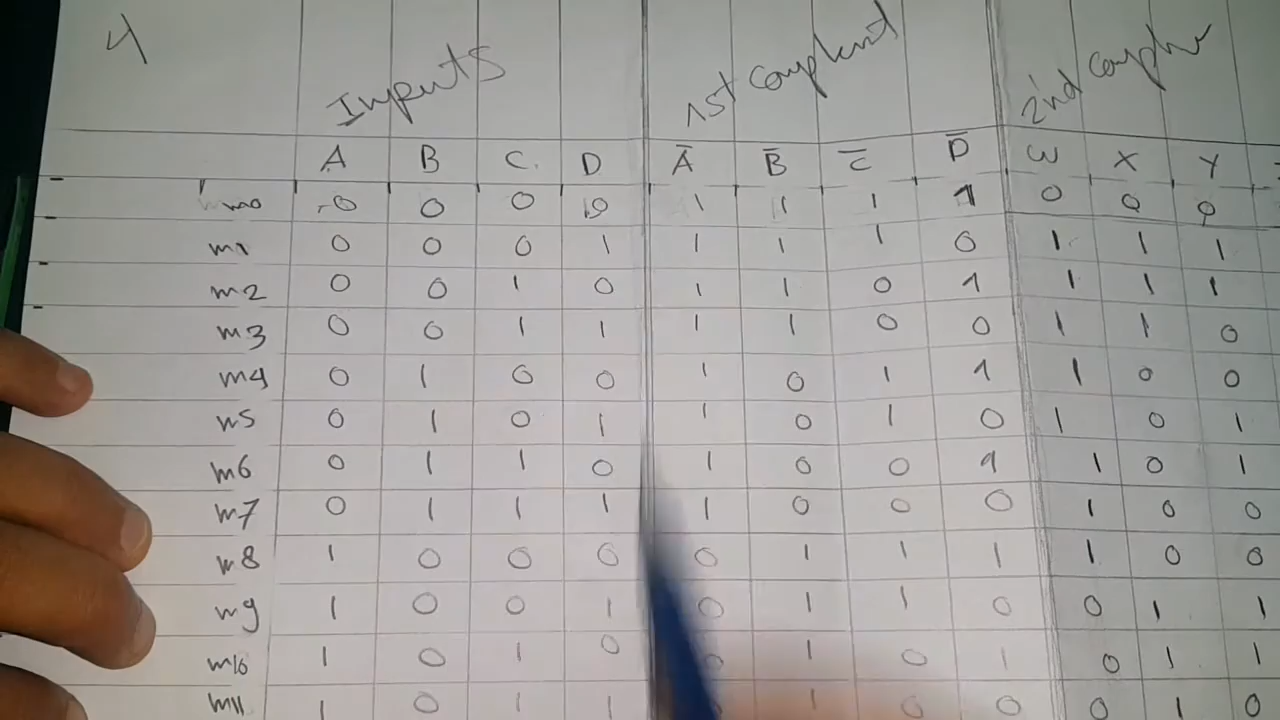 4
Inputs 1st Complent 2nd
A B C. D A̅ B̅ C̅ D̅ W X Y
m0 0 0 0 0 1 1 1 1 0 0 0
m1 0 0 0 1 1 1 1 0 1 1 1
m2 0 0 1 0 1 1 0 1 1 1 1
m3 0 0 1 1 1 1 0 0 1 1 0
m4 0 1 0 0 1 0 1 1 1 0 0
m5 0 1 0 1 1 0 1 0 1 0 1
m6 0 1 1 0 1 0 0 1 1 0 1
m7 0 1 1 1 1 0 0 0 1 0 0
m8 1 0 0 0 0 1 1 1 1 0 0
m9 1 0 0 1 0 1 1 0 0 1 1
m10 1 0 1 0 0 1 0 1 0 1 1
m11 1 0 1 1 1 0 0 0 1 0